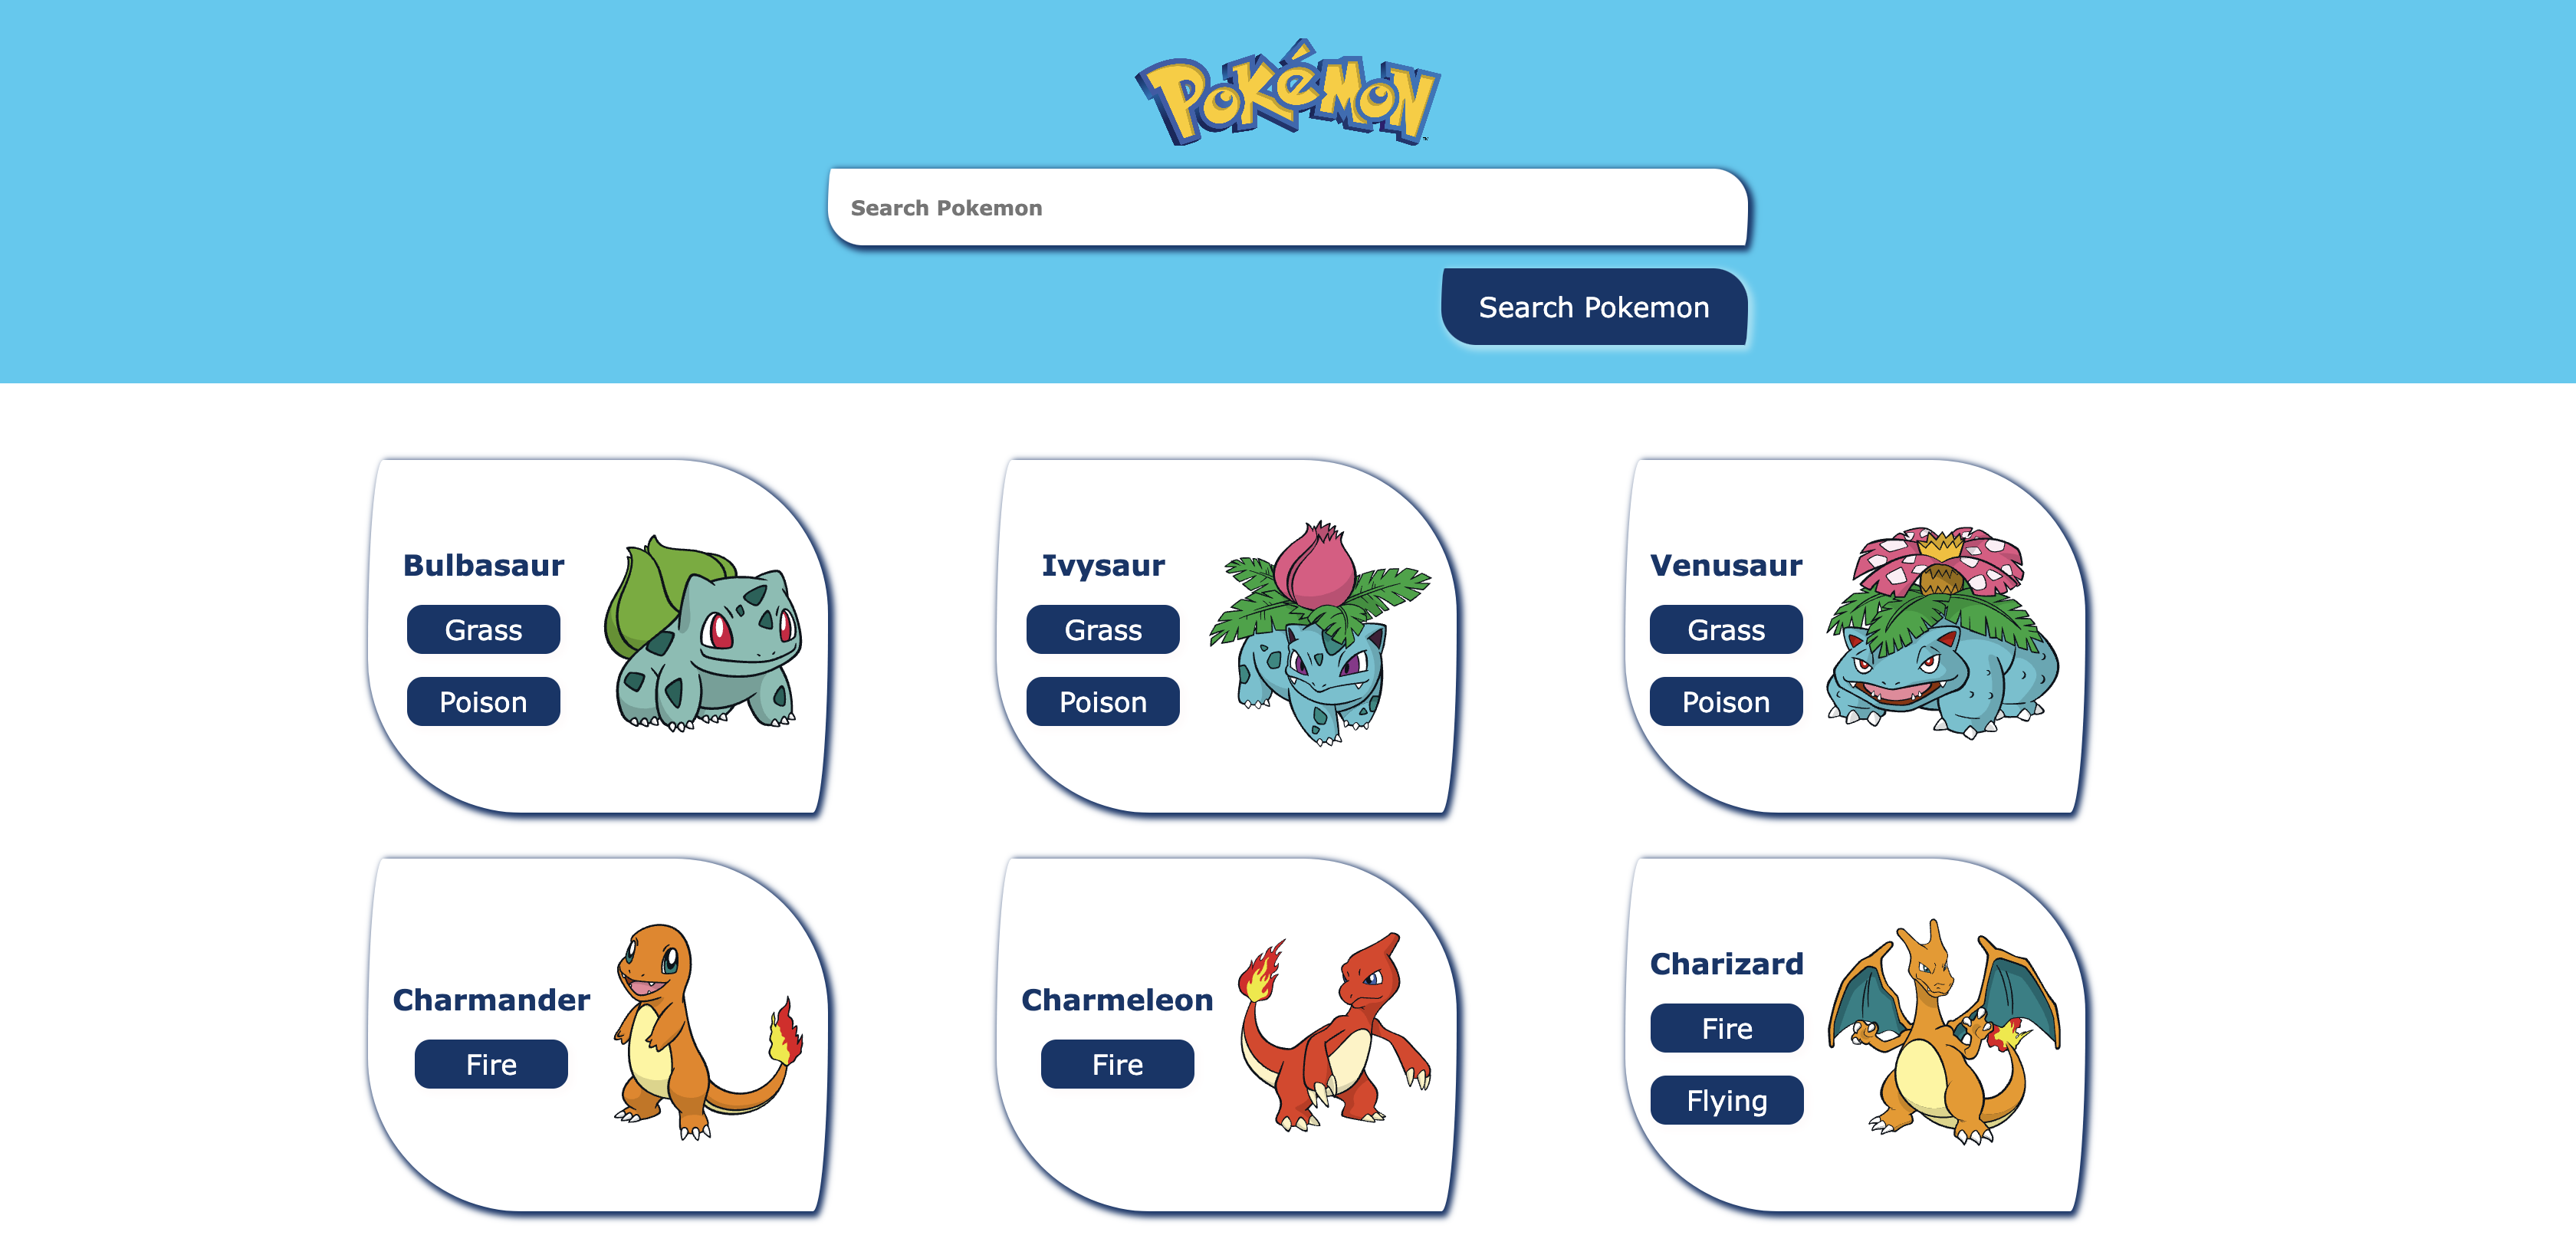 Pokémon
Search Pokemon
Search Pokemon
Bulbasaur
Grass
Poison
Ivysaur
Grass
Poison
Venusaur
Grass
Poison
Charmander
Fire
Charmeleon
Fire
Charizard
Fire
Flying